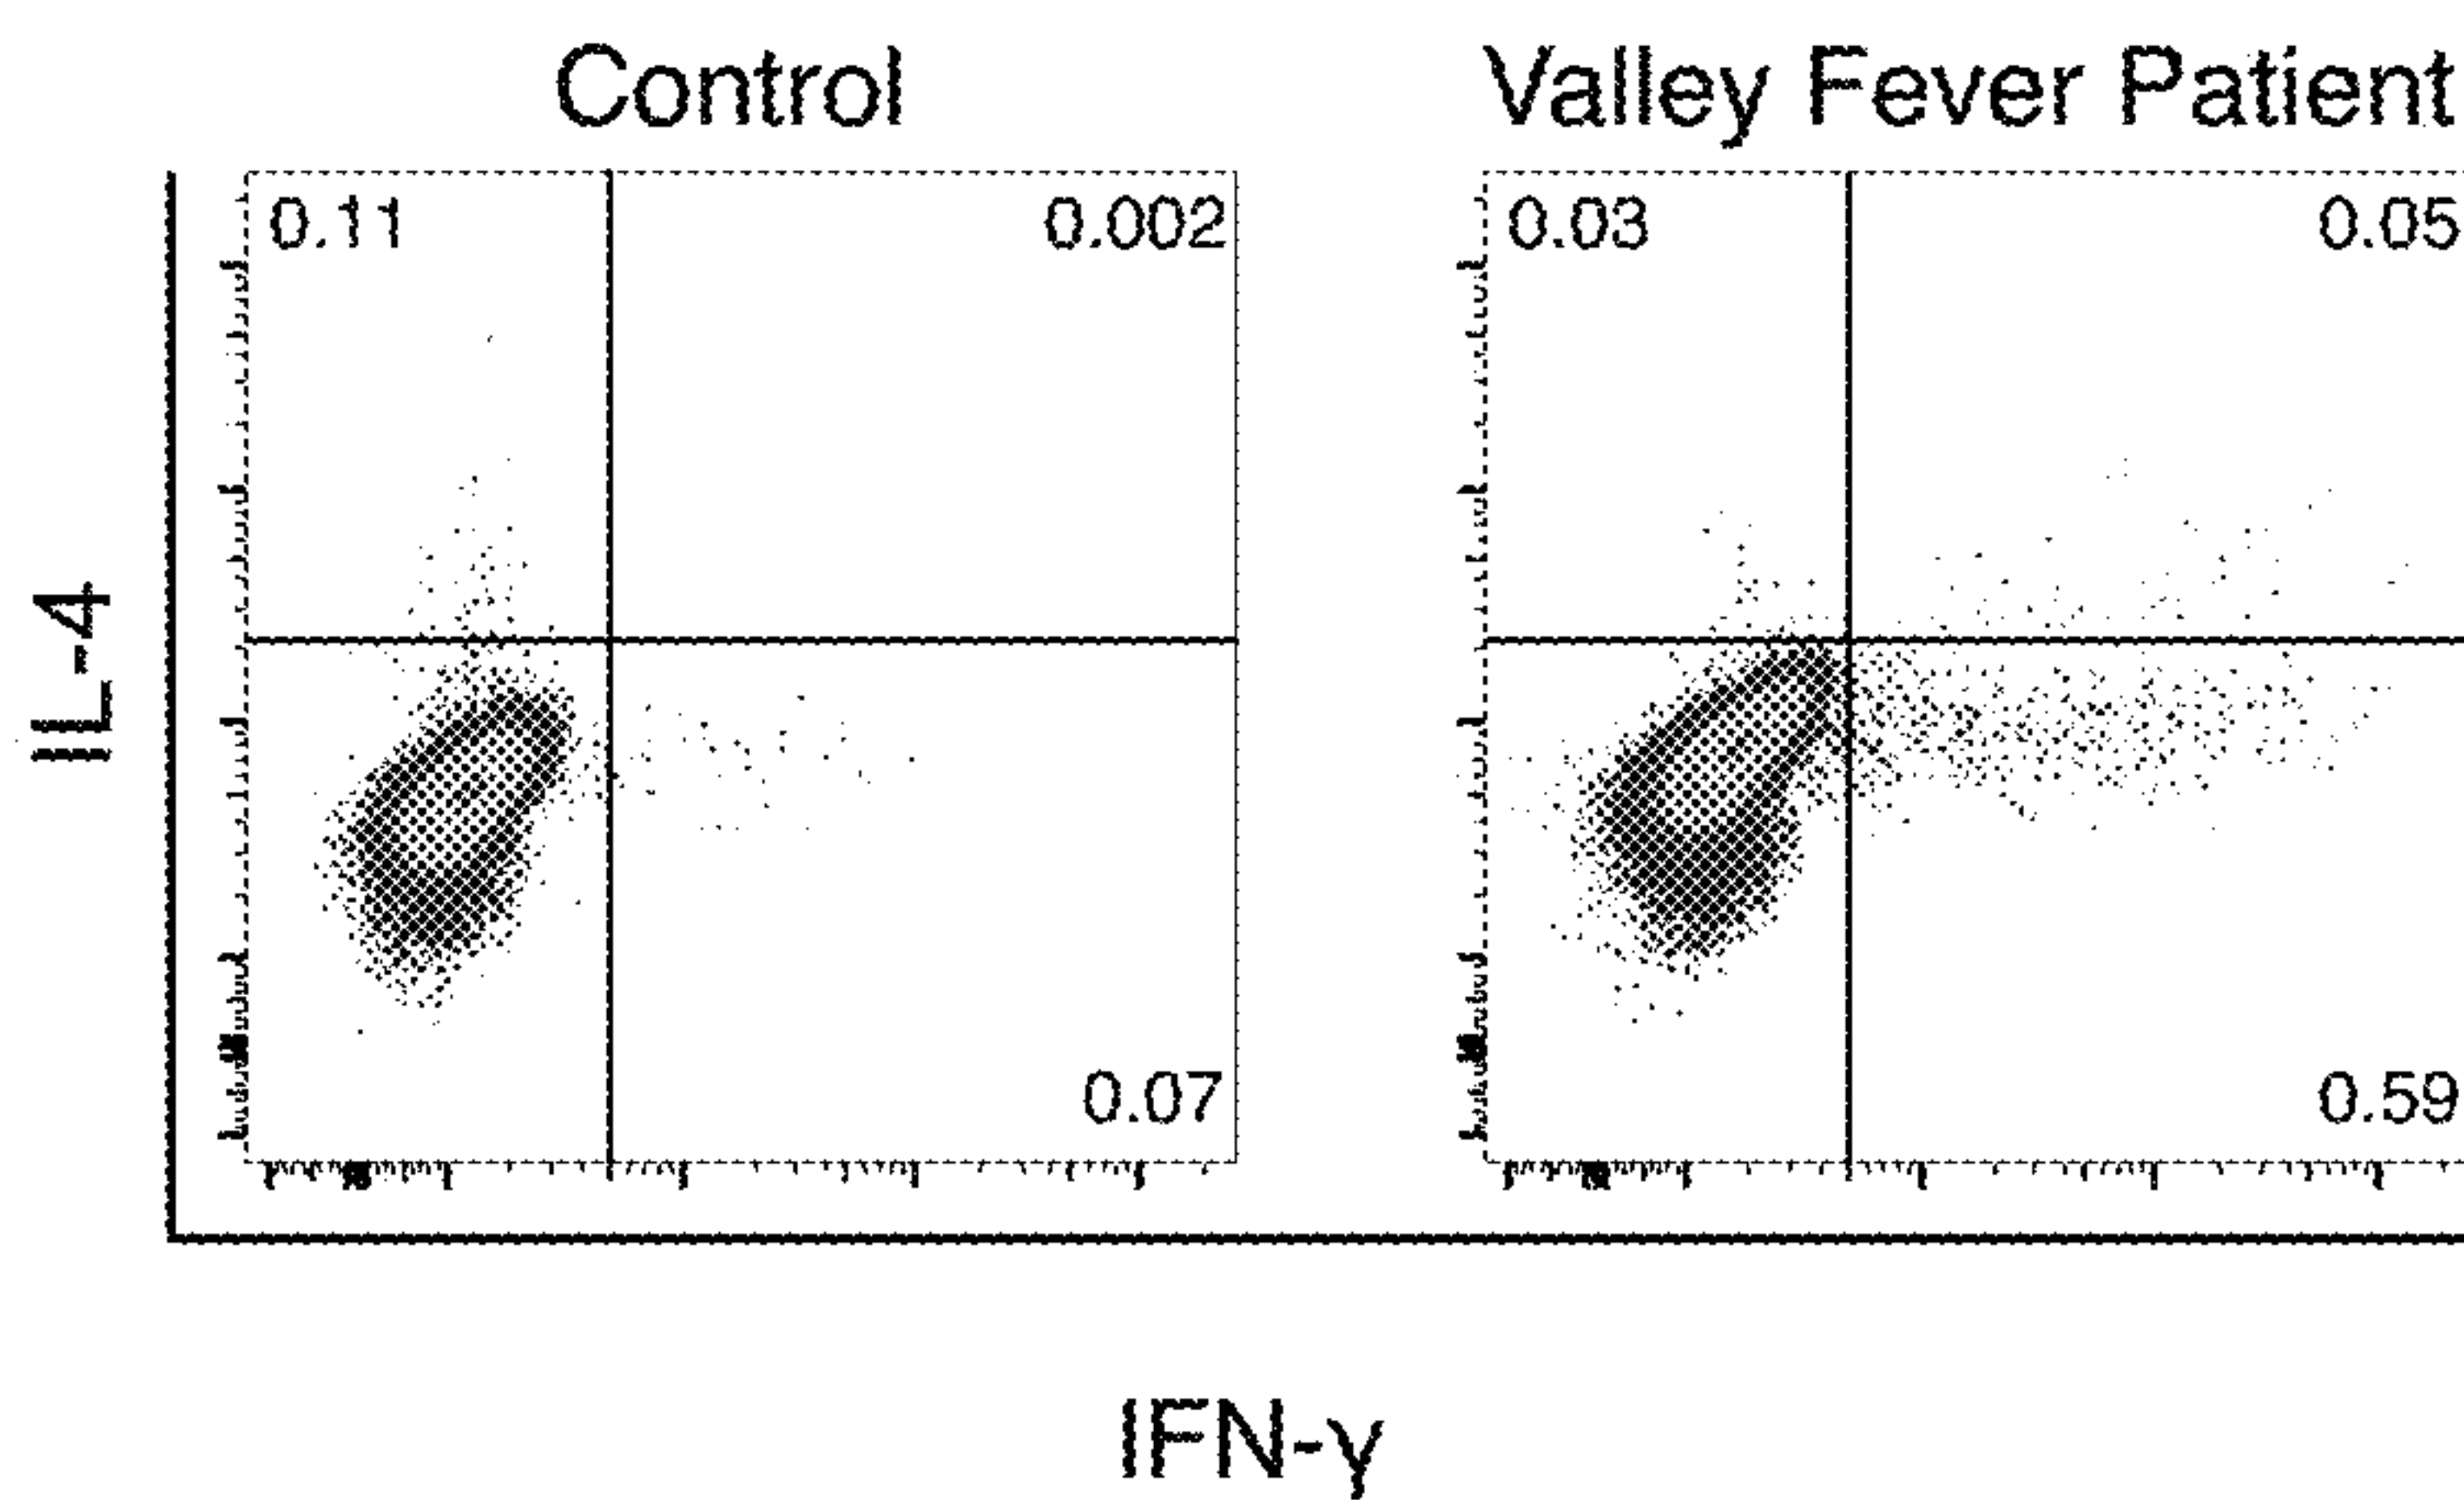 Control
Valley Fever Patient
0.11
0.002
0.03
0.05
IL-4
0.07
0.59
IFN-γ